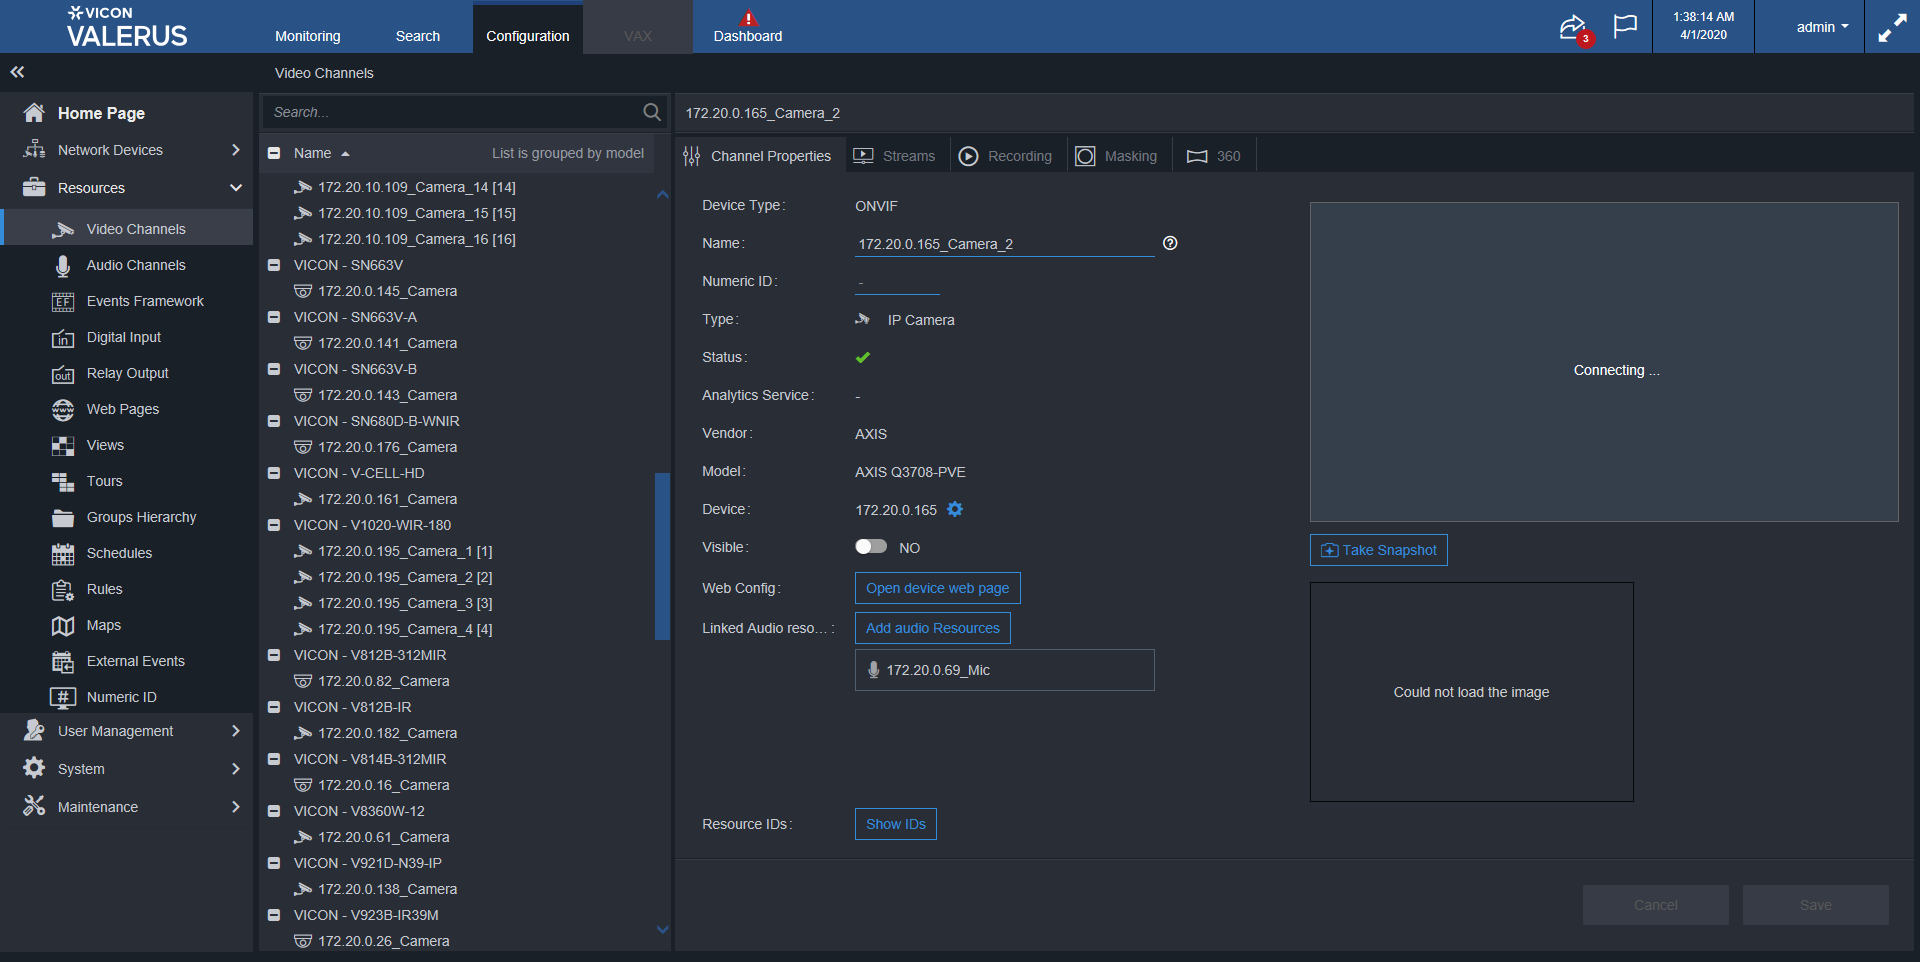 VICON
VALERUS
Monitoring
Search
Configuration
VAX
Dashboard
3
1:38:14 AM
4/1/2020
admin
Video Channels
Home Page
Network Devices
Resources
Video Channels
Audio Channels
EF
Events Framework
in
Digital Input
out
Relay Output
www
Web Pages
Views
Tours
Groups Hierarchy
Schedules
Rules
Maps
External Events
#
Numeric ID
User Management
System
Maintenance
Search...
Name
List is grouped by model
172.20.10.109_Camera_14 [14]
172.20.10.109_Camera_15 [15]
172.20.10.109_Camera_16 [16]
VICON - SN663V
172.20.0.145_Camera
VICON - SN663V-A
172.20.0.141_Camera
VICON - SN663V-B
172.20.0.143_Camera
VICON - SN680D-B-WNIR
172.20.0.176_Camera
VICON - V-CELL-HD
172.20.0.161_Camera
VICON - V1020-WIR-180
172.20.0.195_Camera_1 [1]
172.20.0.195_Camera_2 [2]
172.20.0.195_Camera_3 [3]
172.20.0.195_Camera_4 [4]
VICON - V812B-312MIR
172.20.0.82_Camera
VICON - V812B-IR
172.20.0.182_Camera
VICON - V814B-312MIR
172.20.0.16_Camera
VICON - V8360W-12
172.20.0.61_Camera
VICON - V921D-N39-IP
172.20.0.138_Camera
VICON - V923B-IR39M
172.20.0.26_Camera
172.20.0.165_Camera_2
Channel Properties
Streams
Recording
Masking
360
Device Type: ONVIF
Name: 172.20.0.165_Camera_2
Numeric ID: -
Type: IP Camera
Status:
Analytics Service: -
Vendor: AXIS
Model: AXIS Q3708-PVE
Device: 172.20.0.165
Visible: NO
Web Config: Open device web page
Linked Audio reso... : Add audio Resources
172.20.0.69_Mic
Resource IDs: Show IDs
Connecting ...
Take Snapshot
Could not load the image
Cancel
Save